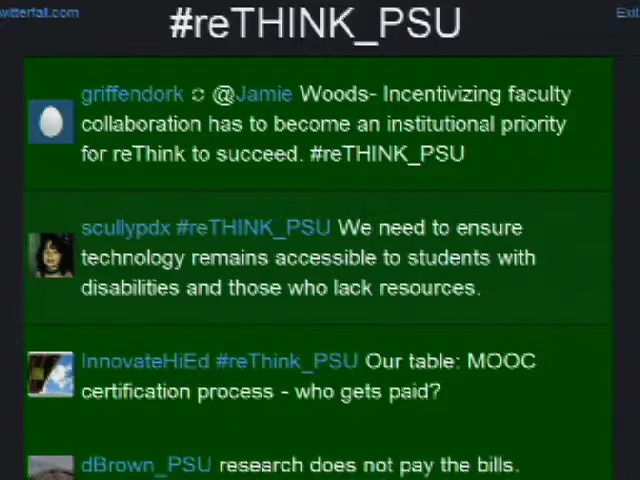 witterfall.com
#reTHINK_PSU
Exit
griffendork @Jamie Woods- Incentivizing faculty
collaboration has to become an institutional priority
for reThink to succeed. #reTHINK_PSU
scullypdx #reTHINK_PSU We need to ensure
technology remains accessible to students with
disabilities and those who lack resources.
InnovateHiEd #reThink_PSU Our table: MOOC
certification process - who gets paid?
dBrown_PSU research does not pay the bills.